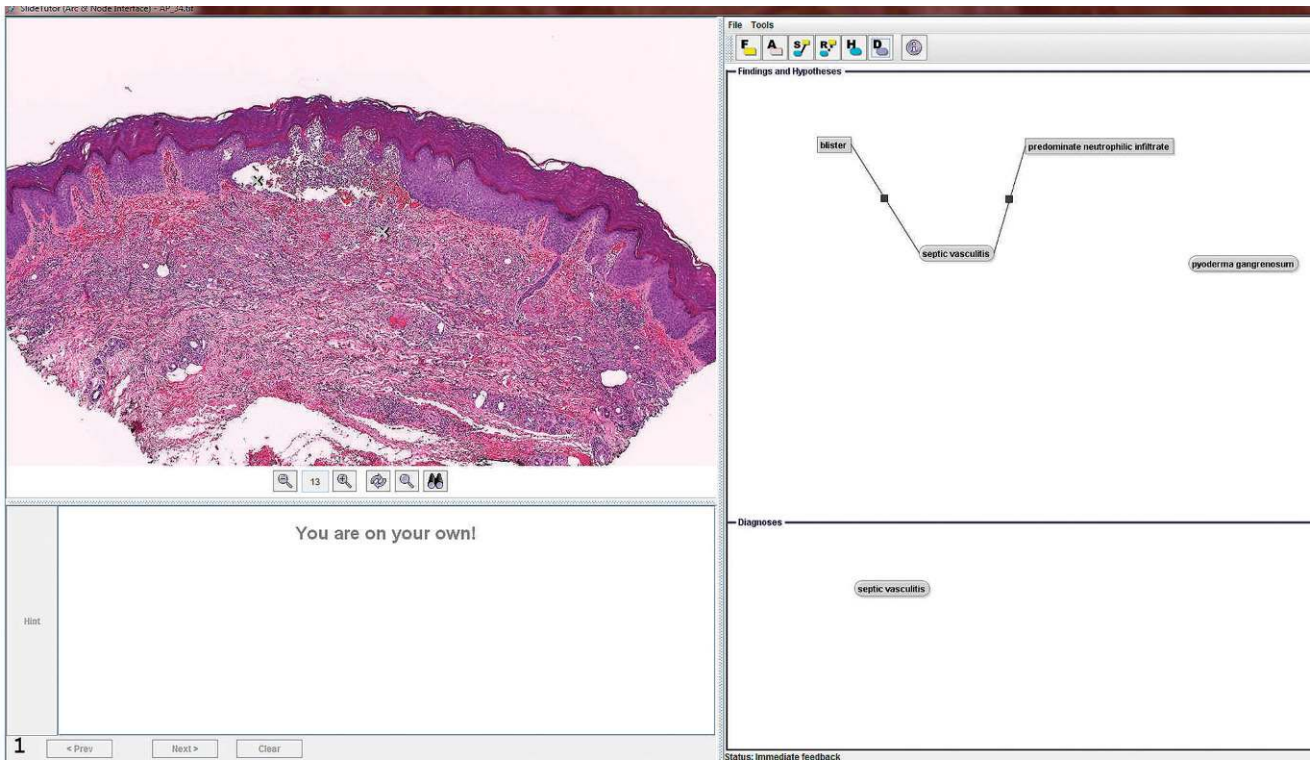 SlideTutor (Arc & Node Interface) - AP_34.tif
File Tools
F A S R H D
Findings and Hypotheses
blister
predominate neutrophilic infiltrate
septic vasculitis
pyoderma gangrenosum
13
You are on your own!
Hint
Diagnoses
septic vasculitis
1
< Prev
Next >
Clear
Status: Immediate feedback